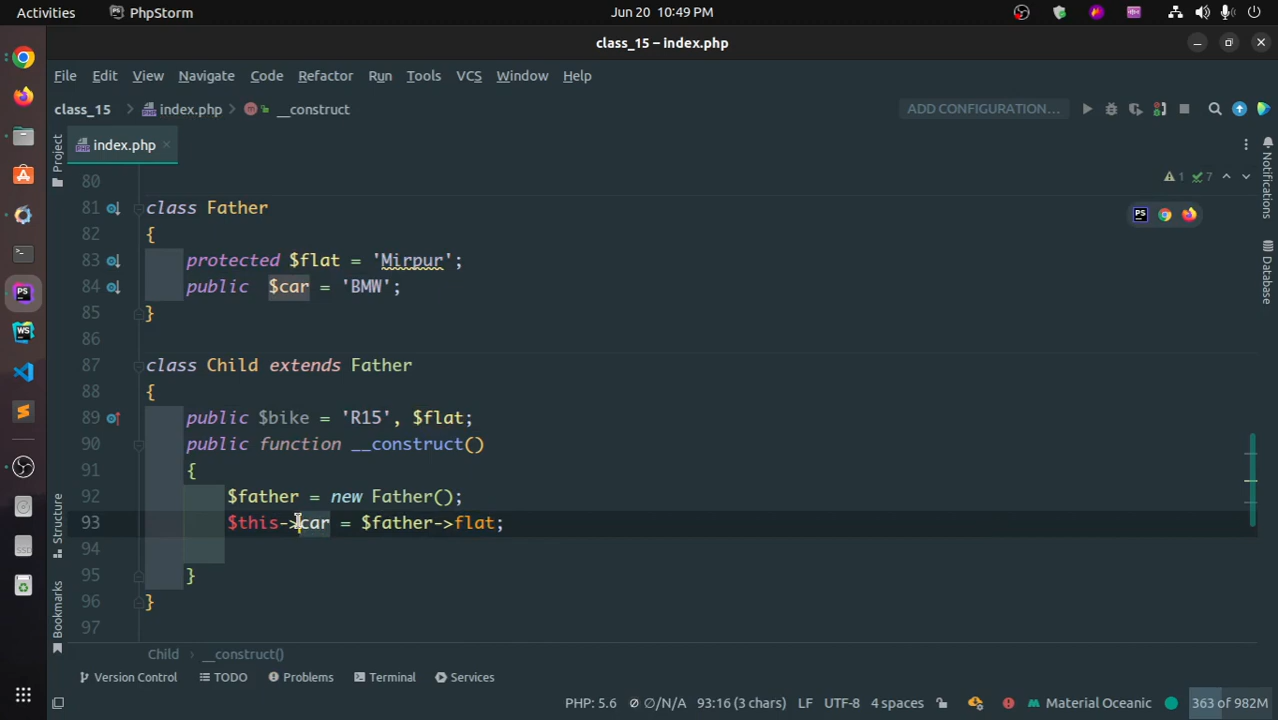 Activities PhpStorm Jun 20 10:49 PM
class_15 – index.php
File Edit View Navigate Code Refactor Run Tools VCS Window Help
class_15 index.php m __construct ADD CONFIGURATION...
Project index.php Notifications
80 1 7
81 class Father
82 {
83 protected $flat = 'Mirpur';
84 public $car = 'BMW';
85 }
86
87 class Child extends Father
88 {
89 public $bike = 'R15', $flat;
90 public function __construct()
91 {
92 $father = new Father();
93 $this->car = $father->flat;
94
95 }
96 }
97
Database
Structure
Bookmarks
Child __construct()
Version Control TODO Problems Terminal Services
PHP: 5.6 ∅/N/A 93:16 (3 chars) LF UTF-8 4 spaces Material Oceanic 363 of 982M